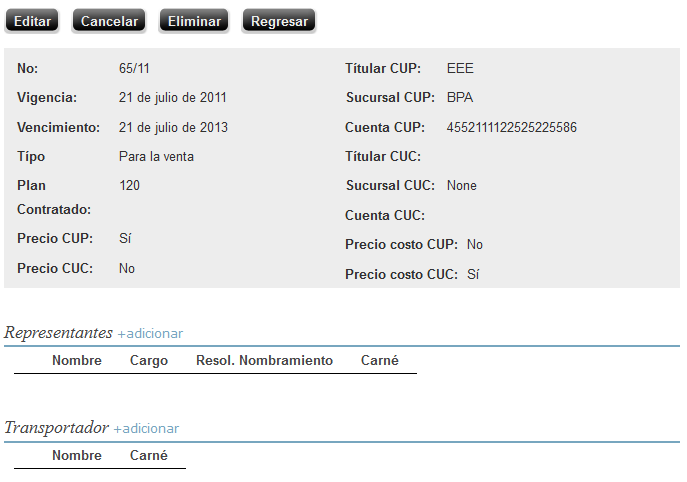 Editar Cancelar Eliminar Regresar
No: 65/11 Títular CUP: EEE
Vigencia: 21 de julio de 2011 Sucursal CUP: BPA
Vencimiento: 21 de julio de 2013 Cuenta CUP: 4552111122525225586
Típo Para la venta Títular CUC:
Plan 120 Sucursal CUC: None
Contratado: Cuenta CUC:
Precio CUP: Sí Precio costo CUP: No
Precio CUC: No Precio costo CUC: Sí
Representantes +adicionar
Nombre Cargo Resol. Nombramiento Carné
Transportador +adicionar
Nombre Carné